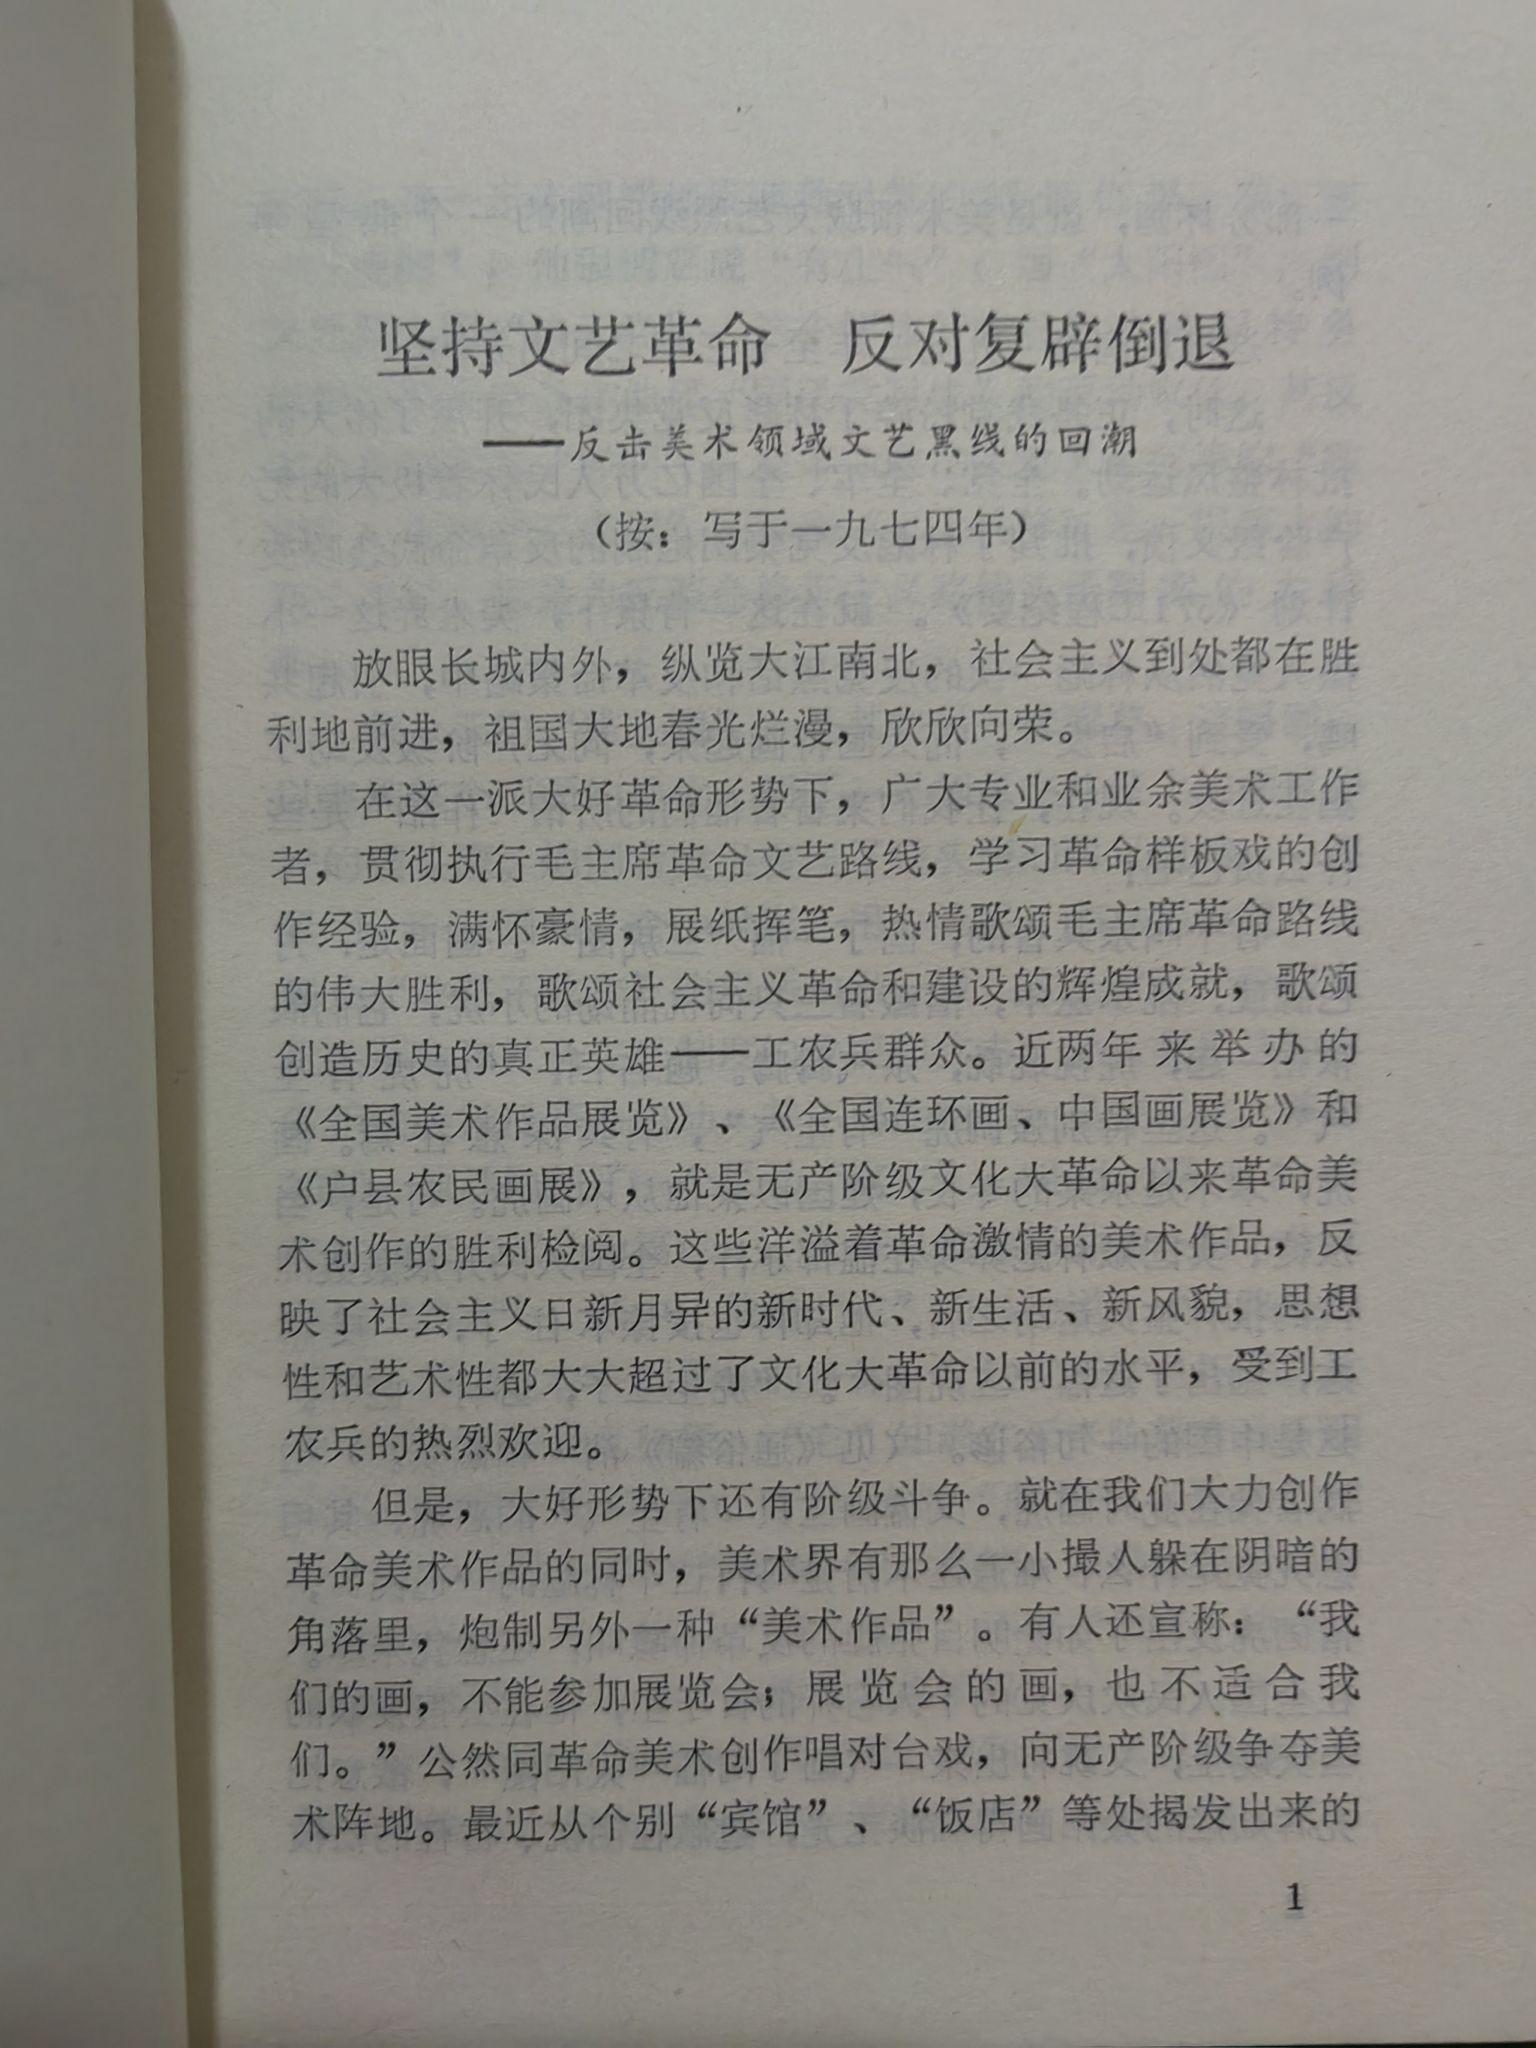 坚持文艺革命　反对复辟倒退
——反击美术领域文艺黑线的回潮
（按：写于一九七四年）
放眼长城内外，纵览大江南北，社会主义到处都在胜
利地前进，祖国大地春光烂漫，欣欣向荣。
在这一派大好革命形势下，广大专业和业余美术工作
者，贯彻执行毛主席革命文艺路线，学习革命样板戏的创
作经验，满怀豪情，展纸挥笔，热情歌颂毛主席革命路线
的伟大胜利，歌颂社会主义革命和建设的辉煌成就，歌颂
创造历史的真正英雄——工农兵群众。近两年来举办的
《全国美术作品展览》、《全国连环画、中国画展览》和
《户县农民画展》，就是无产阶级文化大革命以来革命美
术创作的胜利检阅。这些洋溢着革命激情的美术作品，反
映了社会主义日新月异的新时代、新生活、新风貌，思想
性和艺术性都大大超过了文化大革命以前的水平，受到工
农兵的热烈欢迎。
但是，大好形势下还有阶级斗争。就在我们大力创作
革命美术作品的同时，美术界有那么一小撮人躲在阴暗的
角落里，炮制另外一种“美术作品”。有人还宣称：“我
们的画，不能参加展览会；展览会的画，也不适合我
们。”公然同革命美术创作唱对台戏，向无产阶级争夺美
术阵地。最近从个别“宾馆”、“饭店”等处揭发出来的
1